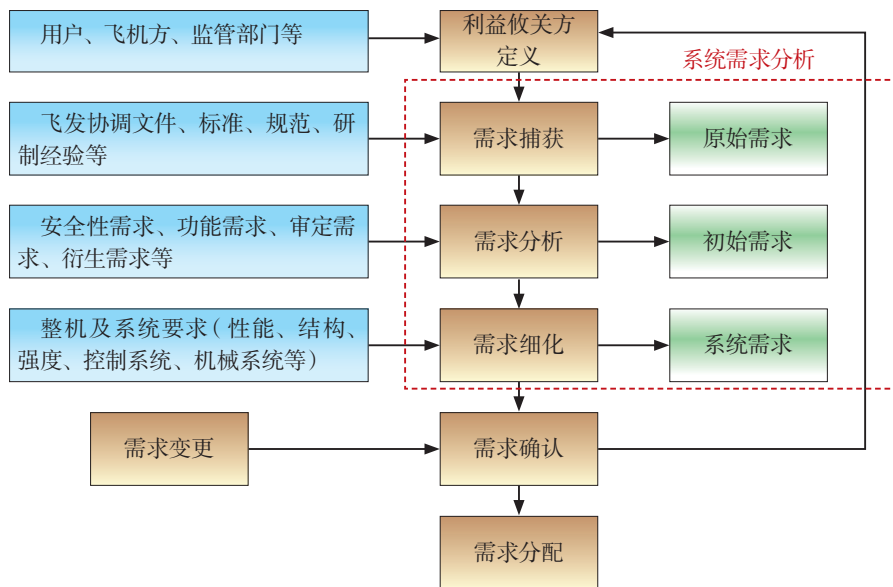 用户、飞机方、监管部门等
利益攸关方
定义
系统需求分析
飞发协调文件、标准、规范、研
制经验等
需求捕获
原始需求
安全性需求、功能需求、审定需
求、衍生需求等
需求分析
初始需求
整机及系统要求(性能、结构、
强度、控制系统、机械系统等)
需求细化
系统需求
需求变更
需求确认
需求分配